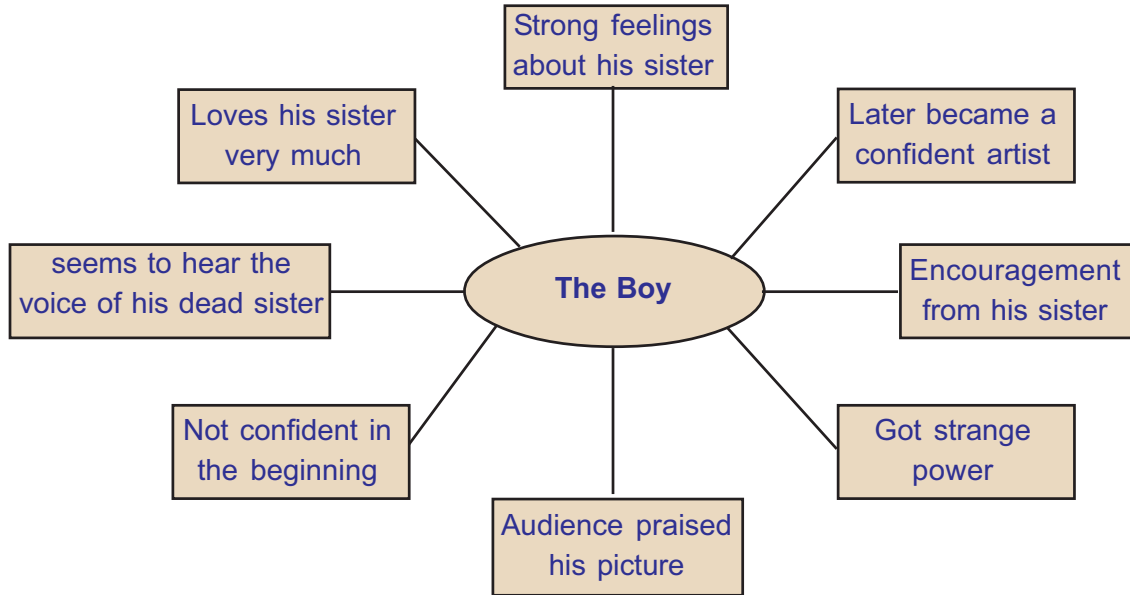 Strong feelings
about his sister
Loves his sister
very much
Later became a
confident artist
seems to hear the
voice of his dead sister
The Boy
Encouragement
from his sister
Not confident in
the beginning
Got strange
power
Audience praised
his picture